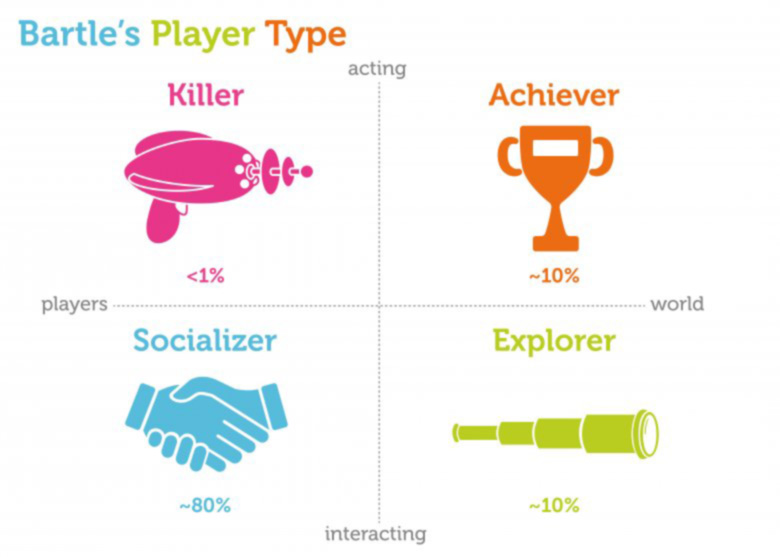 Bartle's Player Type
acting
Killer
Achiever
<1%
~10%
players
world
Socializer
Explorer
~80%
~10%
interacting